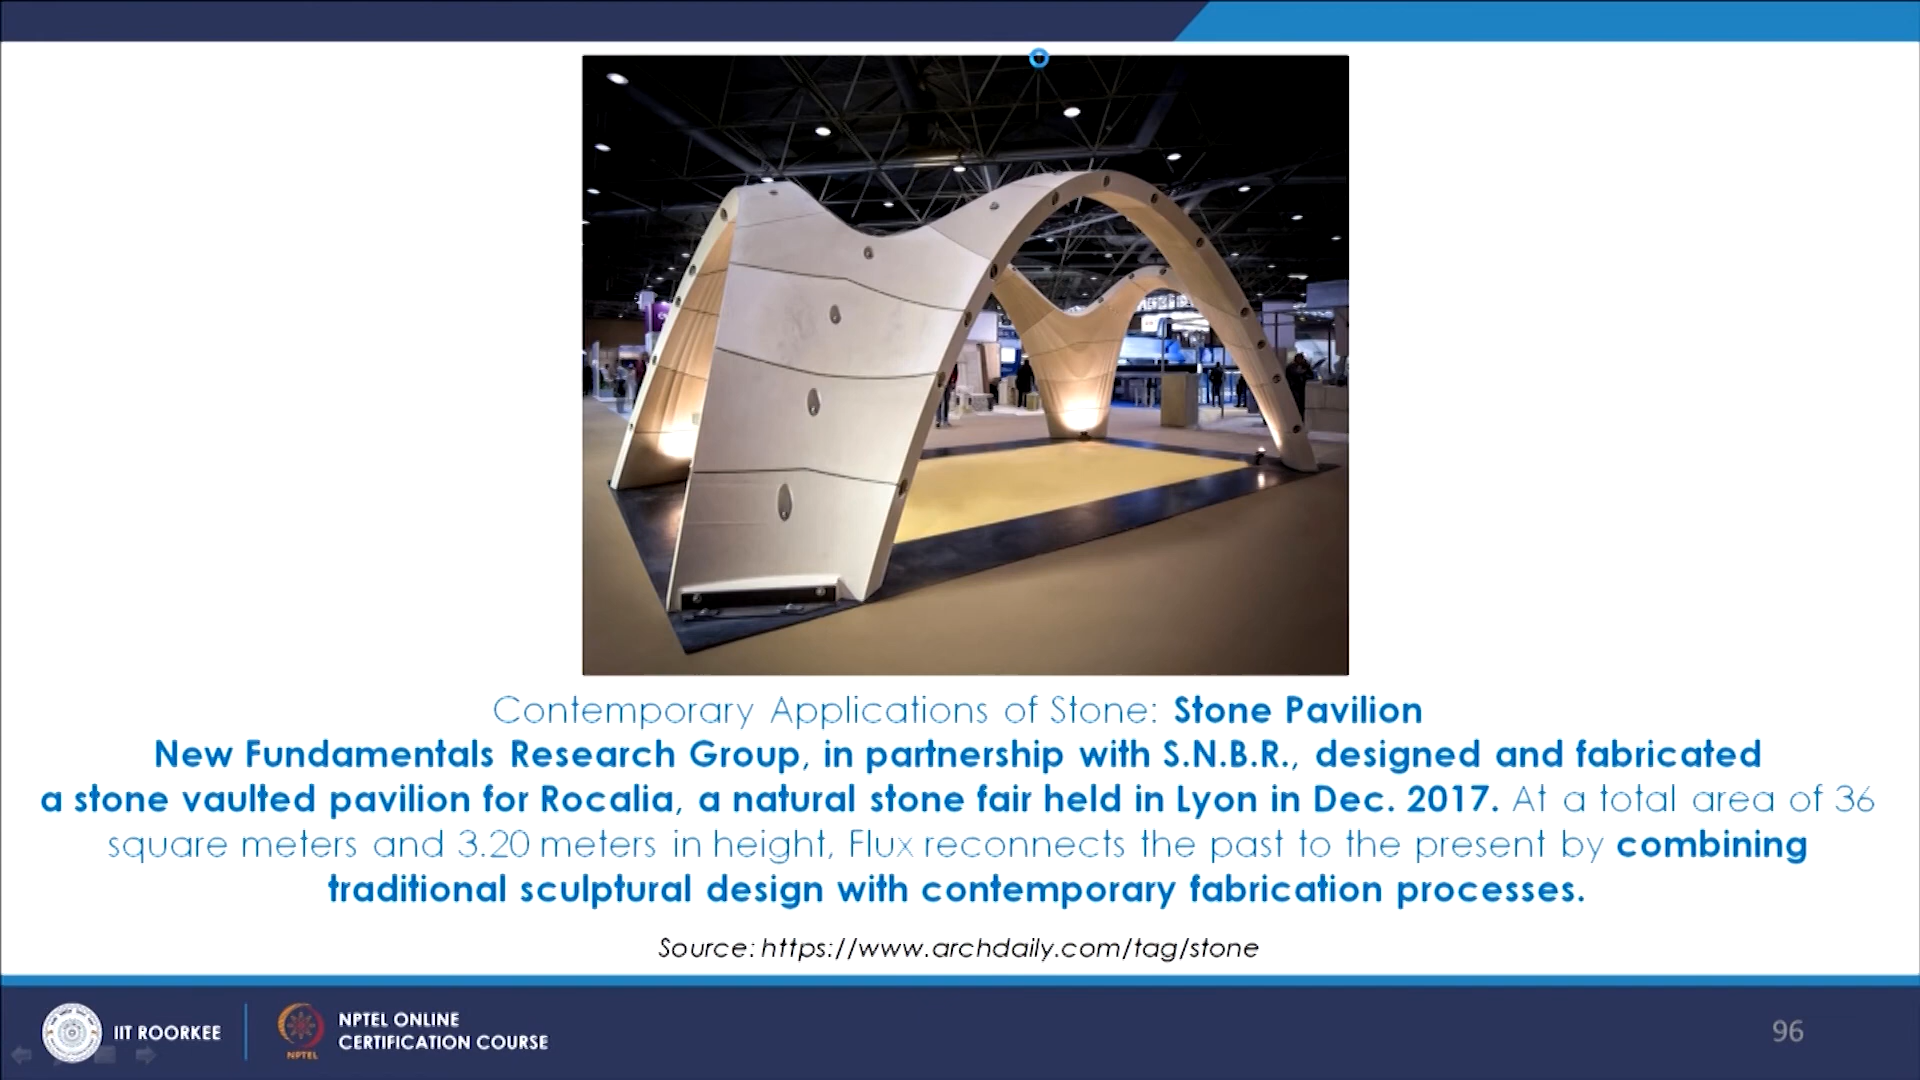 Contemporary Applications of Stone: Stone Pavilion
New Fundamentals Research Group, in partnership with S.N.B.R., designed and fabricated
a stone vaulted pavilion for Rocalia, a natural stone fair held in Lyon in Dec. 2017. At a total area of 36
square meters and 3.20 meters in height, Flux reconnects the past to the present by combining
traditional sculptural design with contemporary fabrication processes.
Source: https://www.archdaily.com/tag/stone
IIT ROORKEE
NPTEL
NPTEL ONLINE
CERTIFICATION COURSE
96